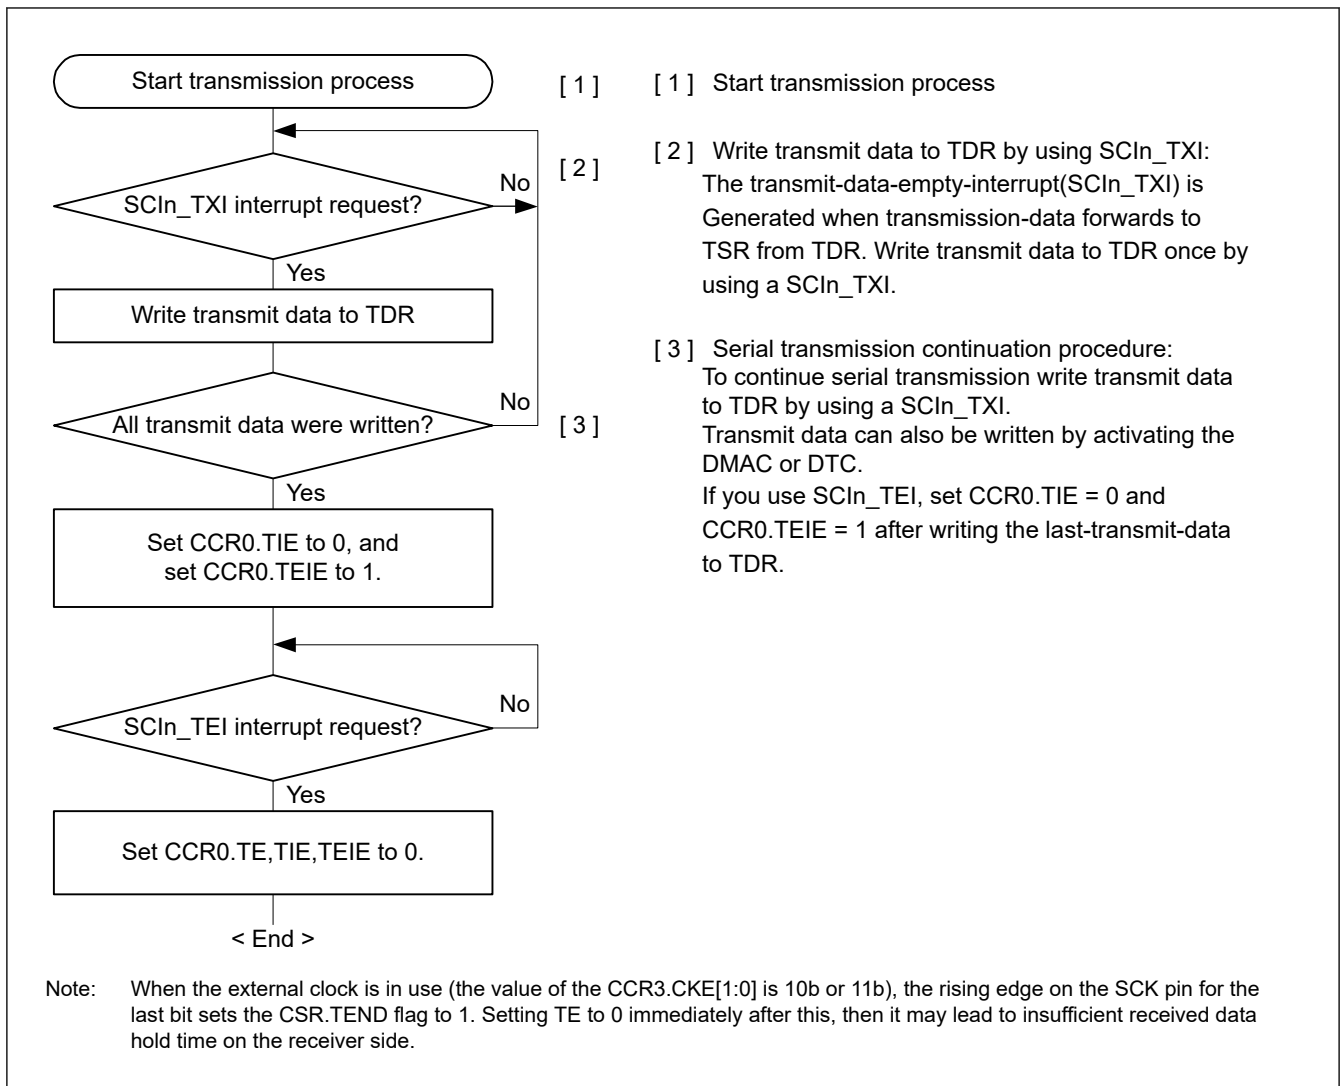 Start transmission process
[ 1 ]
[ 1 ] Start transmission process
SCIn_TXI interrupt request?
No
Yes
[ 2 ]
[ 2 ] Write transmit data to TDR by using SCIn_TXI:
The transmit-data-empty-interrupt(SCIn_TXI) is
Generated when transmission-data forwards to
TSR from TDR. Write transmit data to TDR once by
using a SCIn_TXI.
Write transmit data to TDR
All transmit data were written?
No
Yes
[ 3 ]
[ 3 ] Serial transmission continuation procedure:
To continue serial transmission write transmit data
to TDR by using a SCIn_TXI.
Transmit data can also be written by activating the
DMAC or DTC.
If you use SCIn_TEI, set CCR0.TIE = 0 and
CCR0.TEIE = 1 after writing the last-transmit-data
to TDR.
Set CCR0.TIE to 0, and
set CCR0.TEIE to 1.
SCIn_TEI interrupt request?
No
Yes
Set CCR0.TE,TIE,TEIE to 0.
< End >
Note: When the external clock is in use (the value of the CCR3.CKE[1:0] is 10b or 11b), the rising edge on the SCK pin for the
last bit sets the CSR.TEND flag to 1. Setting TE to 0 immediately after this, then it may lead to insufficient received data
hold time on the receiver side.